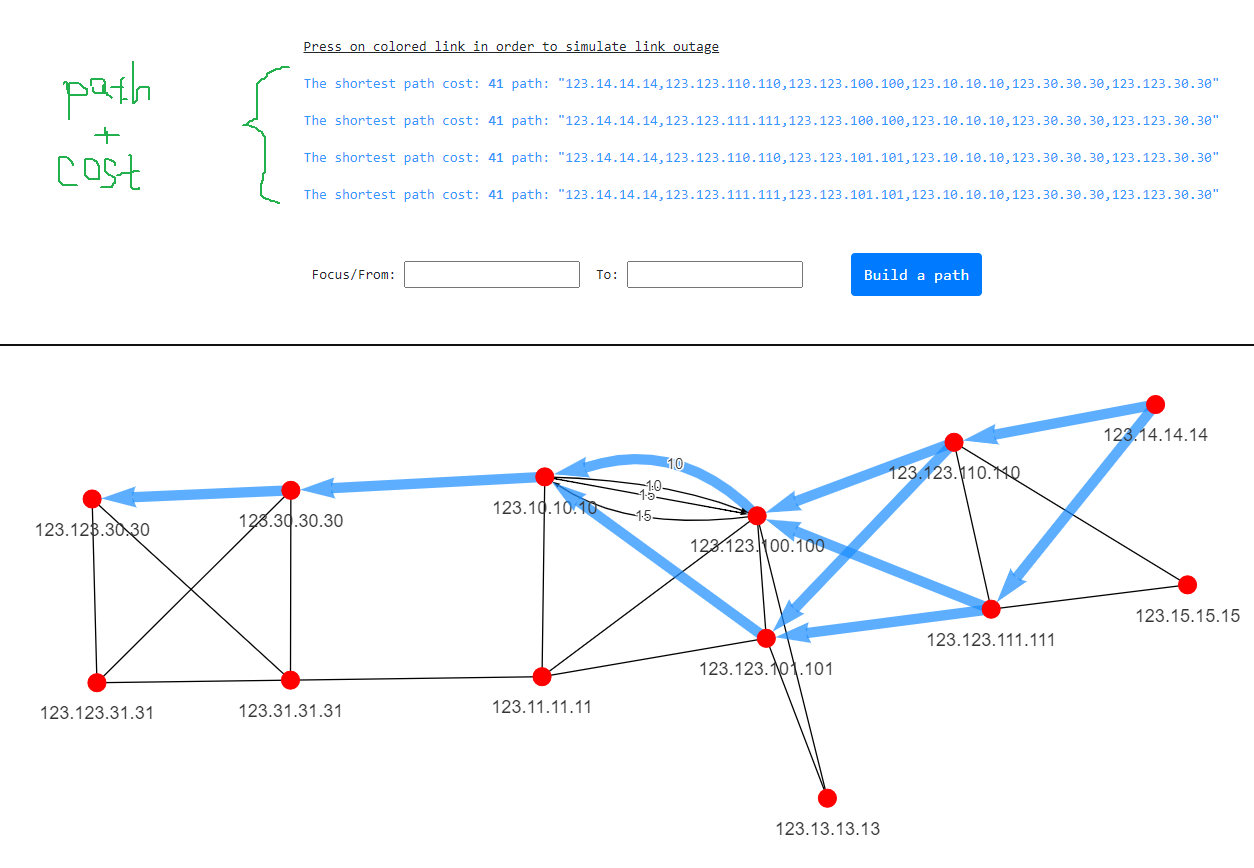 Press on colored link in order to simulate link outage
path
+
cost
The shortest path cost: 41 path: "123.14.14.14,123.123.110.110,123.123.100.100,123.10.10.10,123.30.30.30,123.123.30.30"
The shortest path cost: 41 path: "123.14.14.14,123.123.111.111,123.123.100.100,123.10.10.10,123.30.30.30,123.123.30.30"
The shortest path cost: 41 path: "123.14.14.14,123.123.110.110,123.123.101.101,123.10.10.10,123.30.30.30,123.123.30.30"
The shortest path cost: 41 path: "123.14.14.14,123.123.111.111,123.123.101.101,123.10.10.10,123.30.30.30,123.123.30.30"
Focus/From: To: Build a path
123.14.14.14
10
123.123.110.110
10
15
123.10.10.10
15
123.30.30.30
123.123.30.30
123.123.100.100
123.15.15.15
123.123.111.111
123.123.101.101
123.11.11.11
123.31.31.31
123.123.31.31
123.13.13.13